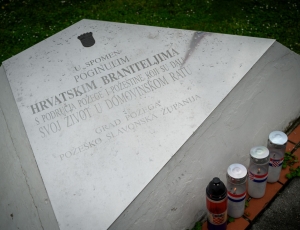 U SPOMEN
POGINULIM
HRVATSKIM BRANITELJIMA
S PODRUČJA POŽEGE I POŽEŠTINE KOJI SU DALI
SVOJ ŽIVOT U DOMOVINSKOM RATU
GRAD POŽEGA
POŽEŠKO SLAVONSKA ŽUPANIJA